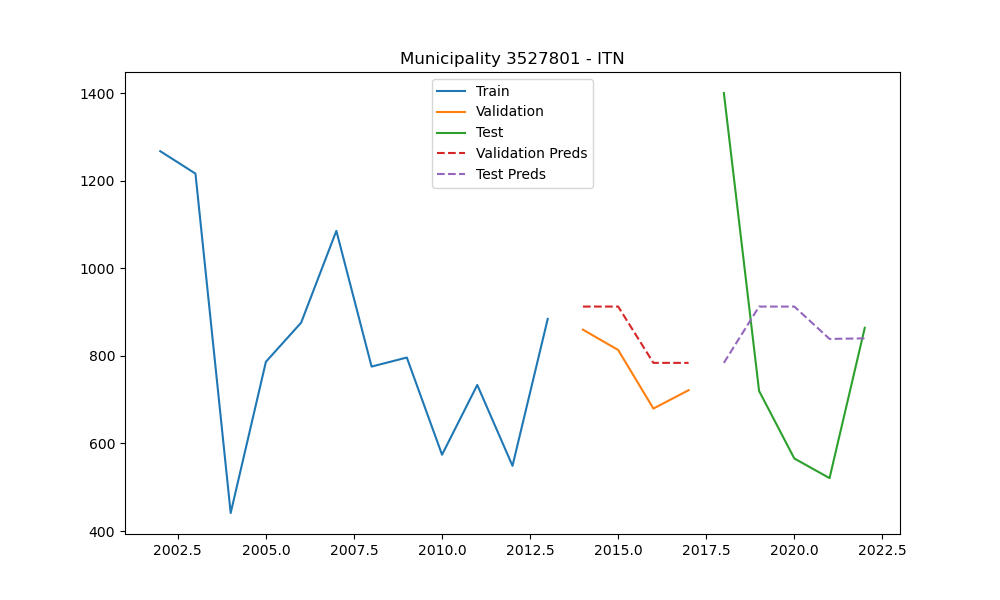 Municipality 3527801 - ITN
Train
Validation
Test
Validation Preds
Test Preds
1400
1200
1000
800
600
400
2002.5 2005.0 2007.5 2010.0 2012.5 2015.0 2017.5 2020.0 2022.5